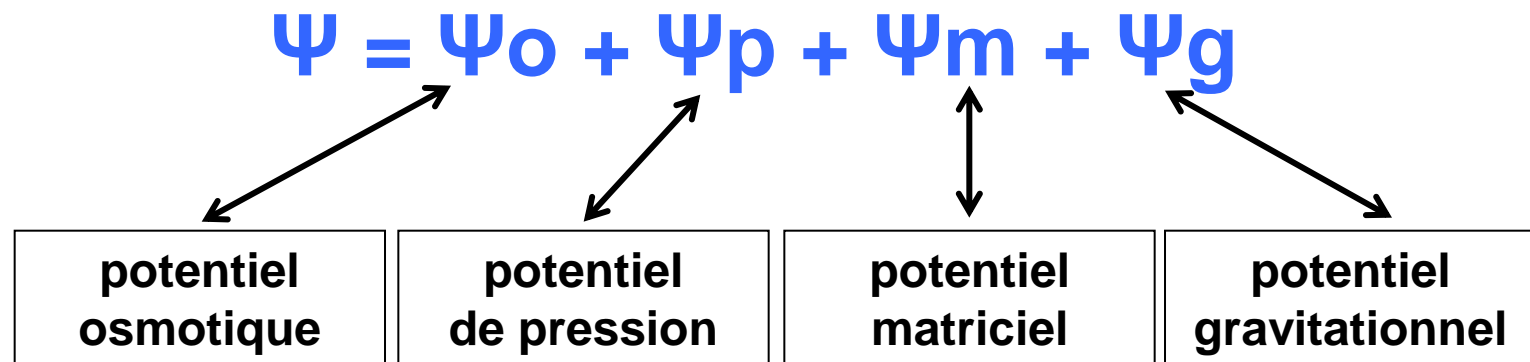 Ψ = Ψo + Ψp + Ψm + Ψg
potentiel
osmotique
potentiel
de pression
potentiel
matriciel
potentiel
gravitationnel